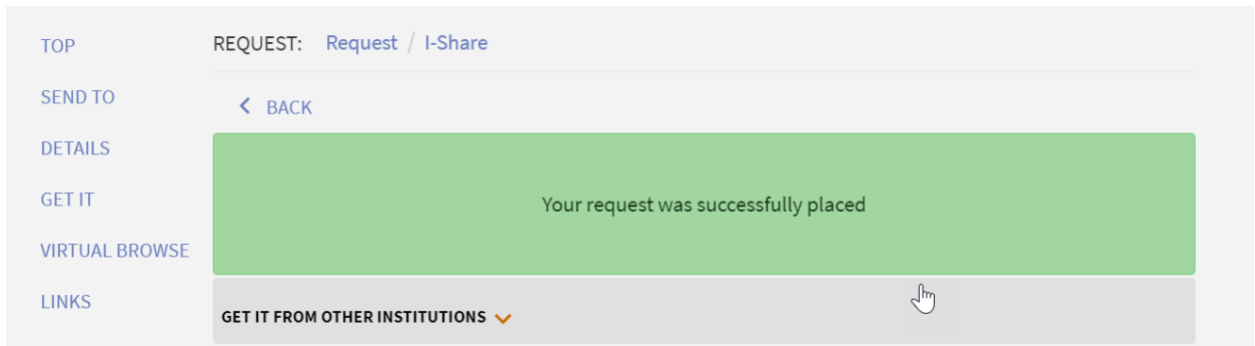 TOP
REQUEST: Request / I-Share
SEND TO
BACK
DETAILS
GET IT
Your request was successfully placed
VIRTUAL BROWSE
LINKS
GET IT FROM OTHER INSTITUTIONS